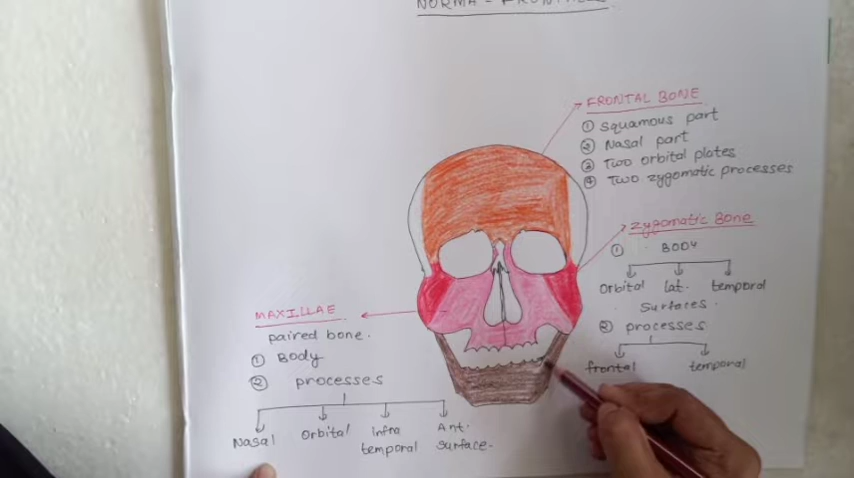 NORMA - FRONTALIS
FRONTAL BONE
① Squamous part
② Nasal part
③ Two orbital plates
④ Two zygomatic processes
Zygomatic Bone
① BODY
Orbital lat. temporal
Surfaces.
② processes
frontal temporal
MAXILLAE
paired bone.
① Body
② processes
Nasal Orbital infra temporal Ant. surface.